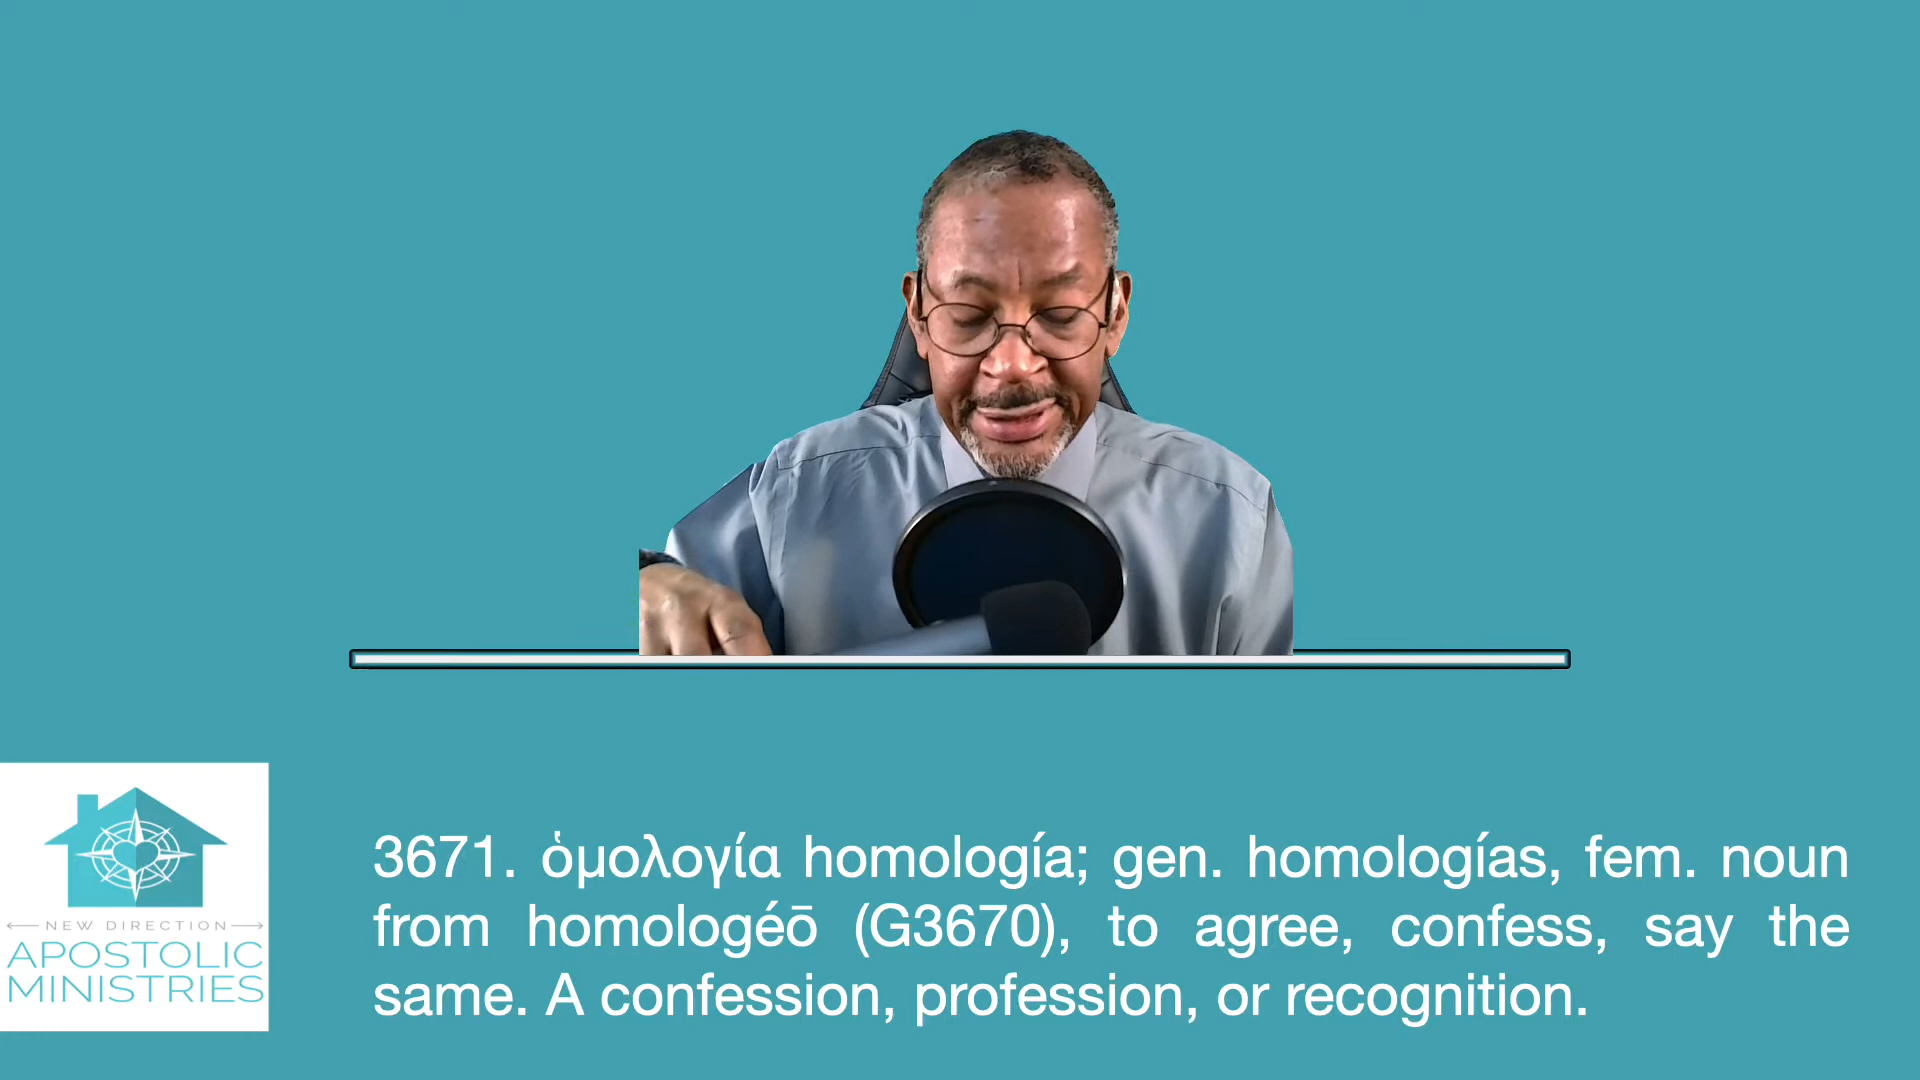 NEW DIRECTION
APOSTOLIC
MINISTRIES
3671. ὁμολογία homología; gen. homologías, fem. noun
from homologéō (G3670), to agree, confess, say the
same. A confession, profession, or recognition.